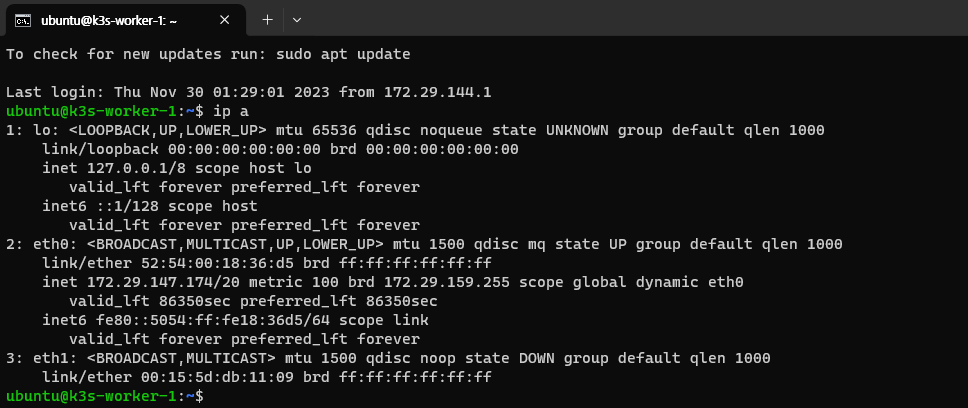 ubuntu@k3s-worker-1: ~
To check for new updates run: sudo apt update
Last login: Thu Nov 30 01:29:01 2023 from 172.29.144.1
ubuntu@k3s-worker-1:~$ ip a
1: lo: <LOOPBACK,UP,LOWER_UP> mtu 65536 qdisc noqueue state UNKNOWN group default qlen 1000
    link/loopback 00:00:00:00:00:00 brd 00:00:00:00:00:00
    inet 127.0.0.1/8 scope host lo
       valid_lft forever preferred_lft forever
    inet6 ::1/128 scope host
       valid_lft forever preferred_lft forever
2: eth0: <BROADCAST,MULTICAST,UP,LOWER_UP> mtu 1500 qdisc mq state UP group default qlen 1000
    link/ether 52:54:00:18:36:d5 brd ff:ff:ff:ff:ff:ff
    inet 172.29.147.174/20 metric 100 brd 172.29.159.255 scope global dynamic eth0
       valid_lft 86350sec preferred_lft 86350sec
    inet6 fe80::5054:ff:fe18:36d5/64 scope link
       valid_lft forever preferred_lft forever
3: eth1: <BROADCAST,MULTICAST> mtu 1500 qdisc noop state DOWN group default qlen 1000
    link/ether 00:15:5d:db:11:09 brd ff:ff:ff:ff:ff:ff
ubuntu@k3s-worker-1:~$